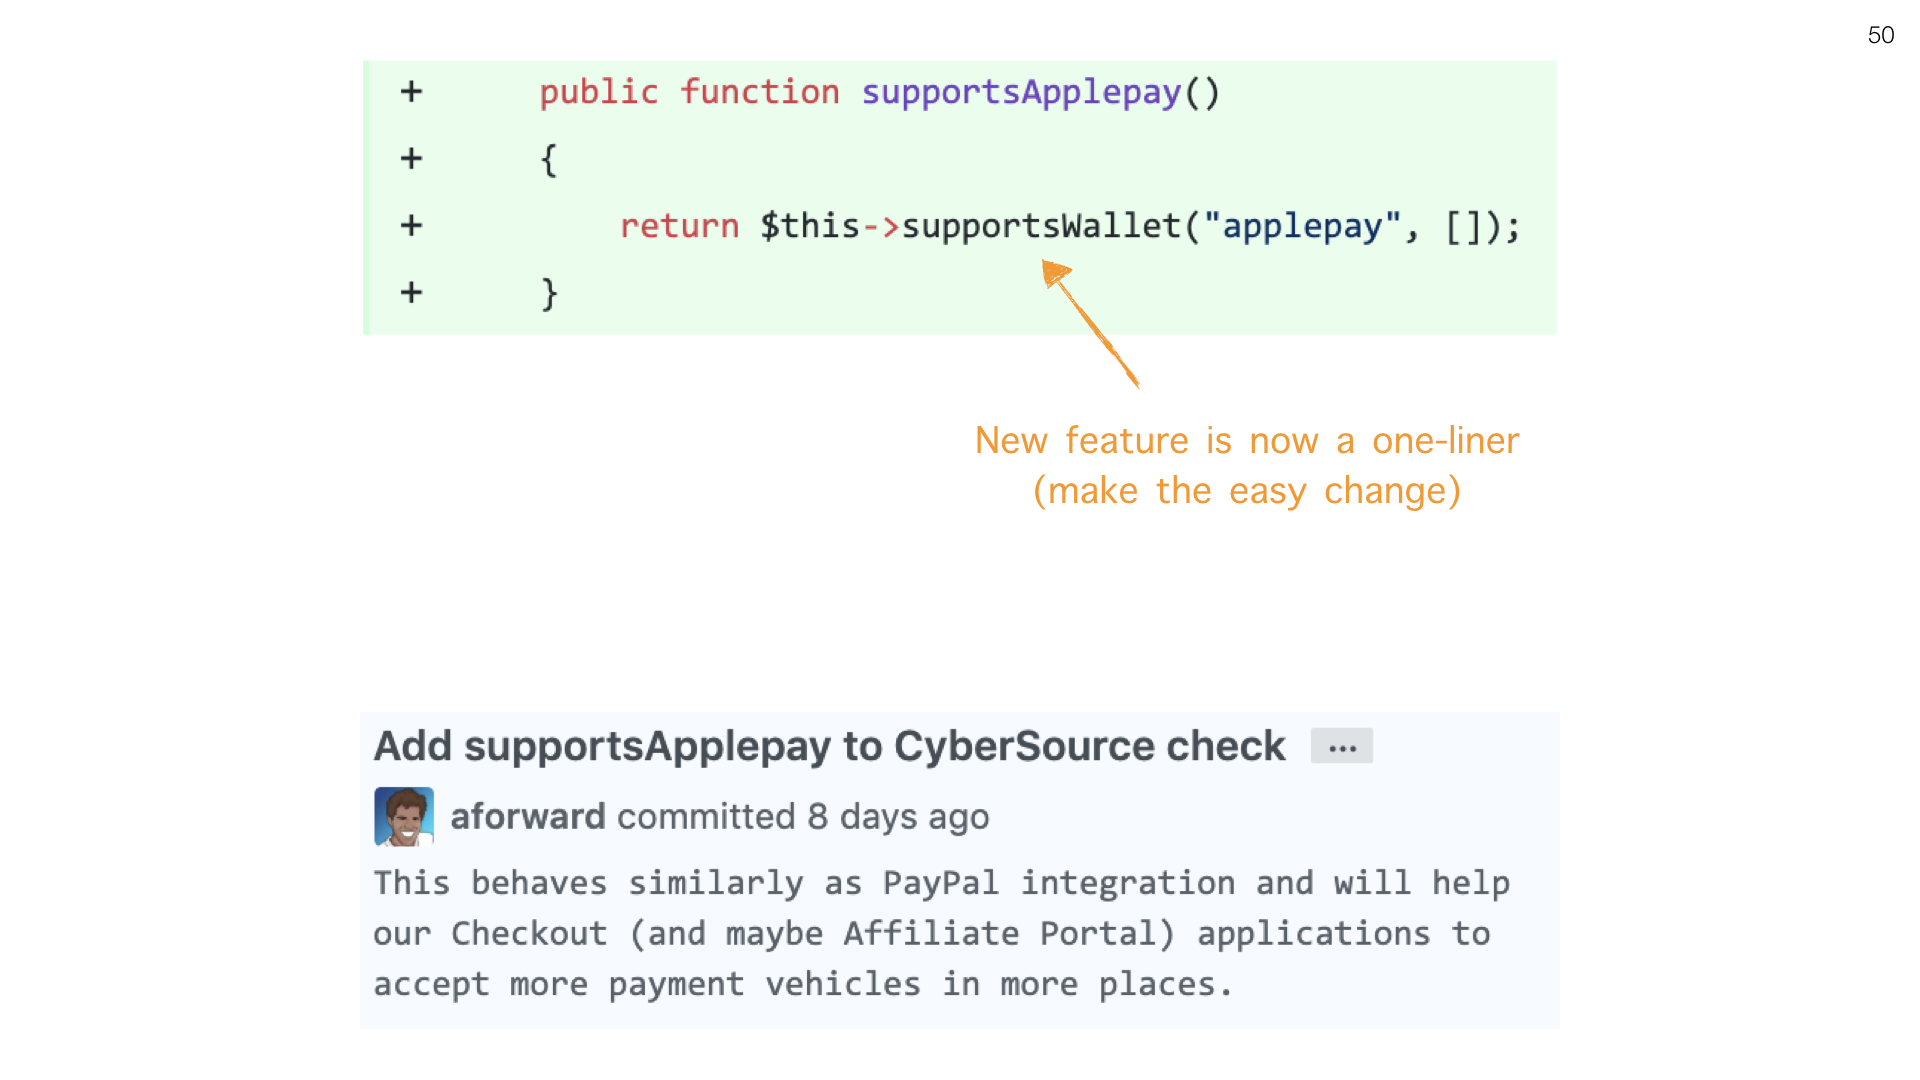 50
+ public function supportsApplepay()
+ {
+ return $this->supportsWallet("applepay", []);
+ }
New feature is now a one-liner
(make the easy change)
Add supportsApplepay to CyberSource check ...
aforward committed 8 days ago
This behaves similarly as PayPal integration and will help
our Checkout (and maybe Affiliate Portal) applications to
accept more payment vehicles in more places.